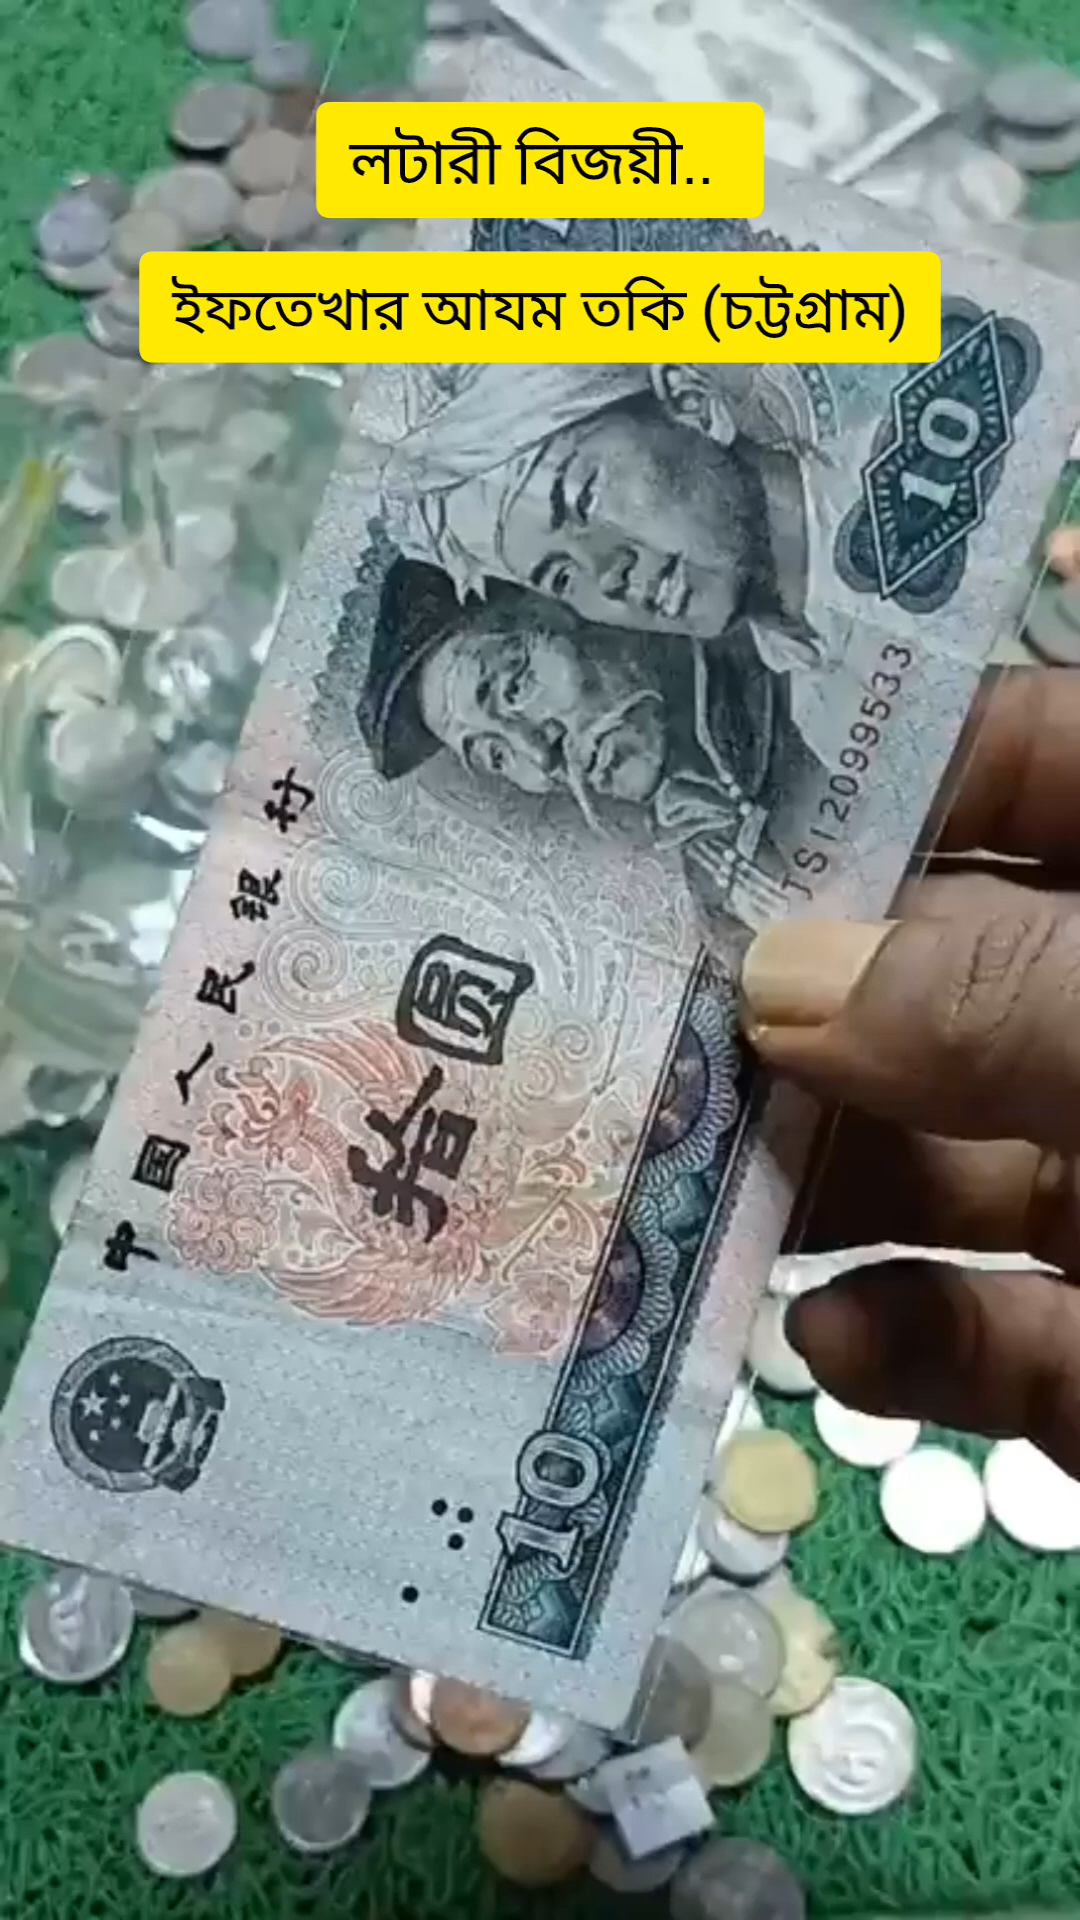 লটারী বিজয়ী..
ইফতেখার আযম তকি (চট্টগ্রাম)
10
JS12099533
中国人民银行
拾圆
10